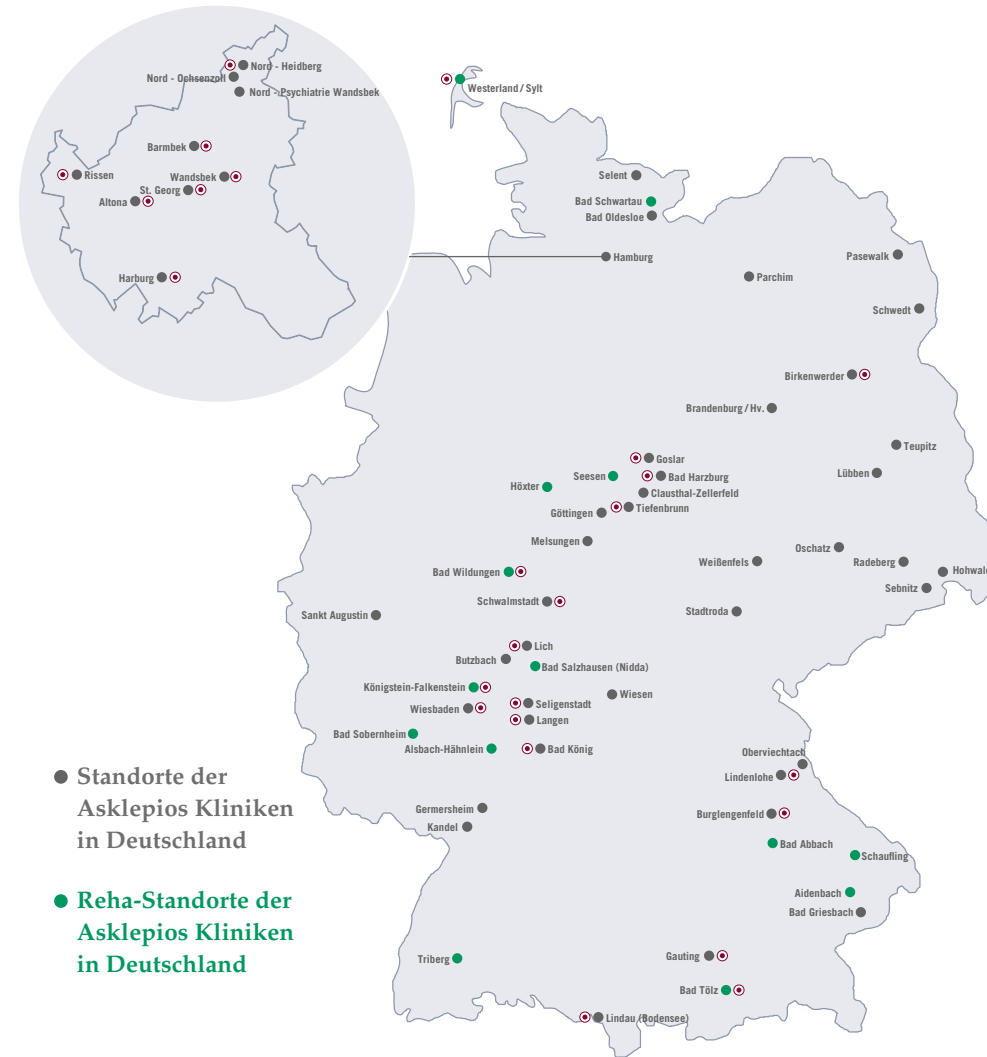 Nord - Heidberg
Nord - Ochsenzoll
Nord - Psychiatrie Wandsbek
Barmbek
Rissen
Wandsbek
St. Georg
Altona
Harburg
Westerland / Sylt
Selent
Bad Schwartau
Bad Oldesloe
Hamburg
Pasewalk
Parchim
Schwedt
Birkenwerder
Brandenburg / Hv.
Teupitz
Goslar
Lübben
Seesen
Bad Harzburg
Höxter
Clausthal-Zellerfeld
Göttingen
Tiefenbrunn
Melsungen
Oschatz
Weißenfels
Radeberg
Bad Wildungen
Hohwald
Sebnitz
Schwalmstadt
Stadtroda
Sankt Augustin
Lich
Butzbach
Bad Salzhausen (Nidda)
Königstein-Falkenstein
Wiesen
Wiesbaden
Seligenstadt
Langen
Bad Sobernheim
Alsbach-Hähnlein
Bad König
Oberviechtach
Lindenlohe
Germersheim
Burglengenfeld
Kandel
Bad Abbach
Schaufling
Aidenbach
Bad Griesbach
Triberg
Gauting
Bad Tölz
Lindau (Bodensee)
Standorte der
Asklepios Kliniken
in Deutschland
Reha-Standorte der
Asklepios Kliniken
in Deutschland